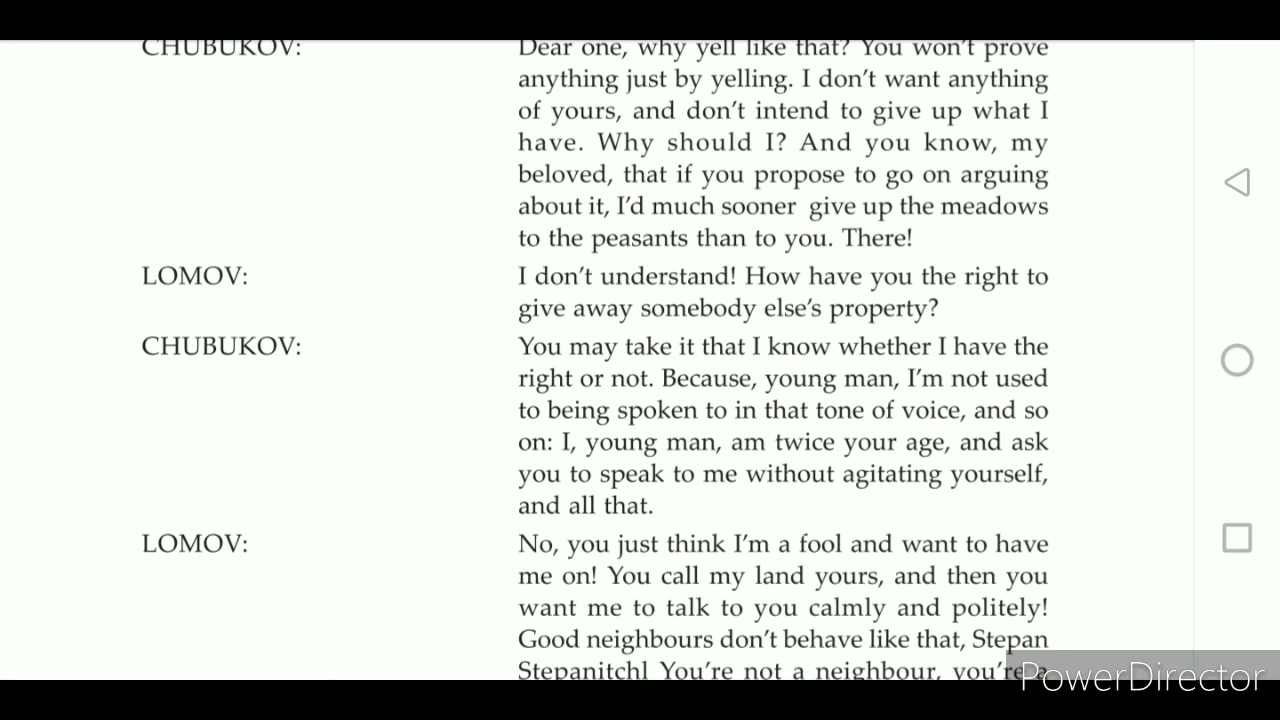 CHUBUKOV: Dear one, why yell like that? You won't prove
anything just by yelling. I don't want anything
of yours, and don't intend to give up what I
have. Why should I? And you know, my
beloved, that if you propose to go on arguing
about it, I'd much sooner give up the meadows
to the peasants than to you. There!
LOMOV: I don't understand! How have you the right to
give away somebody else's property?
CHUBUKOV: You may take it that I know whether I have the
right or not. Because, young man, I'm not used
to being spoken to in that tone of voice, and so
on: I, young man, am twice your age, and ask
you to speak to me without agitating yourself,
and all that.
LOMOV: No, you just think I'm a fool and want to have
me on! You call my land yours, and then you
want me to talk to you calmly and politely!
Good neighbours don't behave like that, Stepan
Stepanitchl You're not a neighbour, you're a
PowerDirector